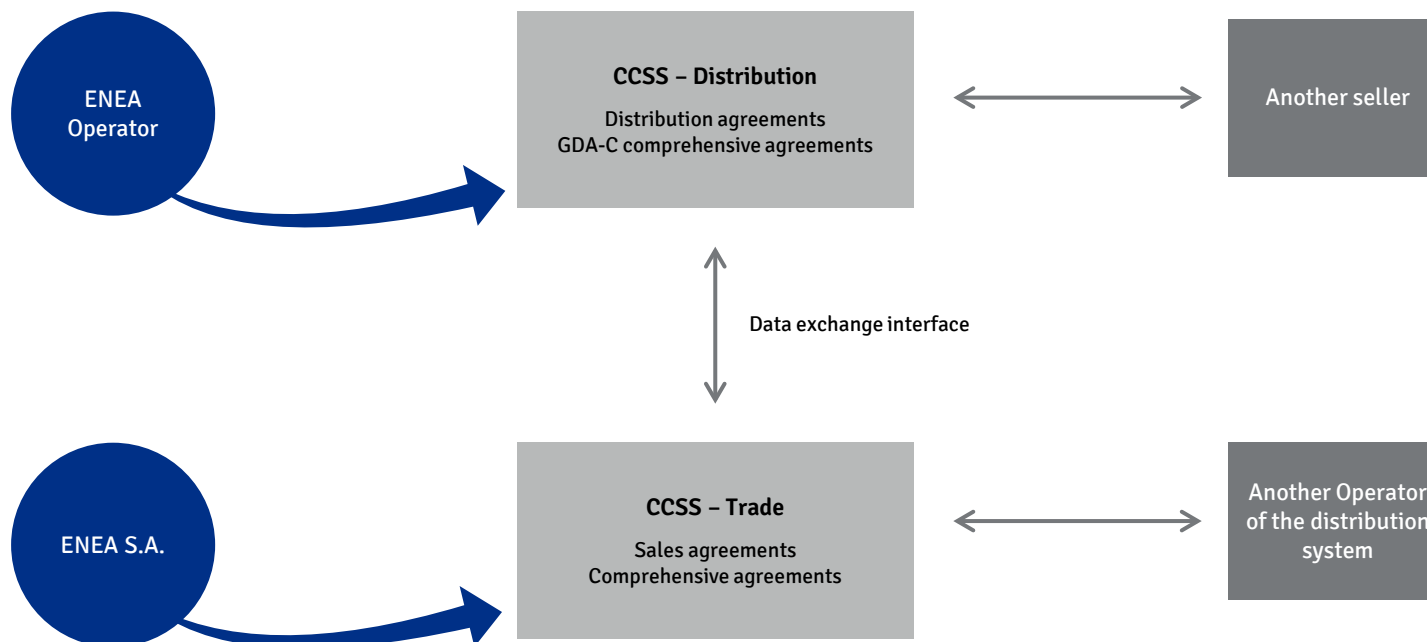 ENEA
Operator
CCSS – Distribution
Distribution agreements
GDA-C comprehensive agreements
Another seller
Data exchange interface
ENEA S.A.
CCSS – Trade
Sales agreements
Comprehensive agreements
Another Operator
of the distribution
system